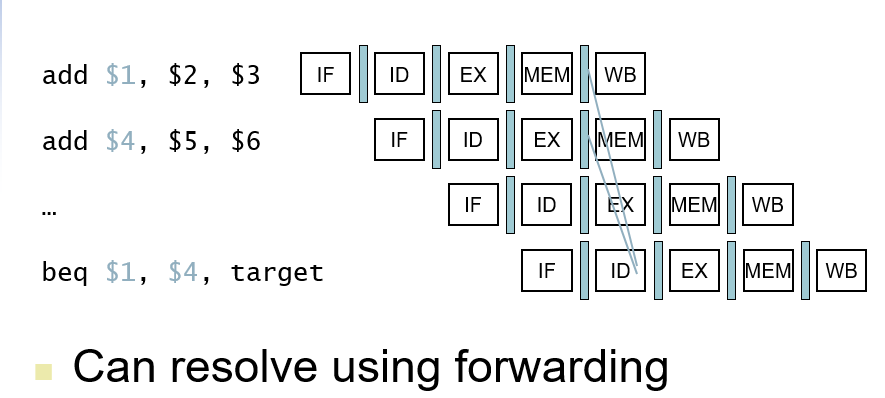 add $1, $2, $3 IF ID EX MEM WB
add $4, $5, $6 IF ID EX MEM WB
… IF ID EX MEM WB
beq $1, $4, target IF ID EX MEM WB
Can resolve using forwarding